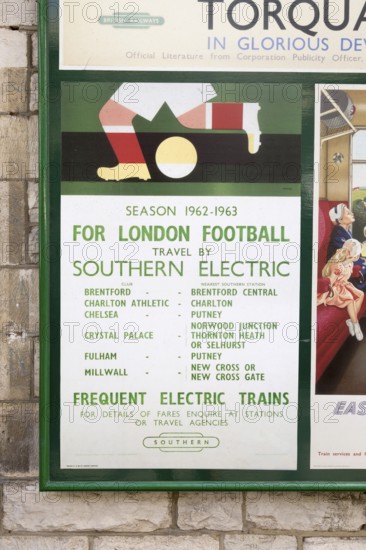 BRITISH RAILWAYS
TORQUA
IN GLORIOUS DEV
Official Literature from Corporation Publicity Officer,
SEASON 1962-1963
FOR LONDON FOOTBALL
TRAVEL BY
SOUTHERN ELECTRIC
CLUB NEAREST SOUTHERN STATION
BRENTFORD - - BRENTFORD CENTRAL
CHARLTON ATHLETIC - CHARLTON
CHELSEA - - PUTNEY
CRYSTAL PALACE - NORWOOD JUNCTION
THORNTON HEATH
OR SELHURST
FULHAM - - PUTNEY
MILLWALL - - NEW CROSS OR
NEW CROSS GATE
FREQUENT ELECTRIC TRAINS
FOR DETAILS OF FARES ENQUIRE AT STATIONS
OR TRAVEL AGENCIES
SOUTHERN
EAS
Train services and